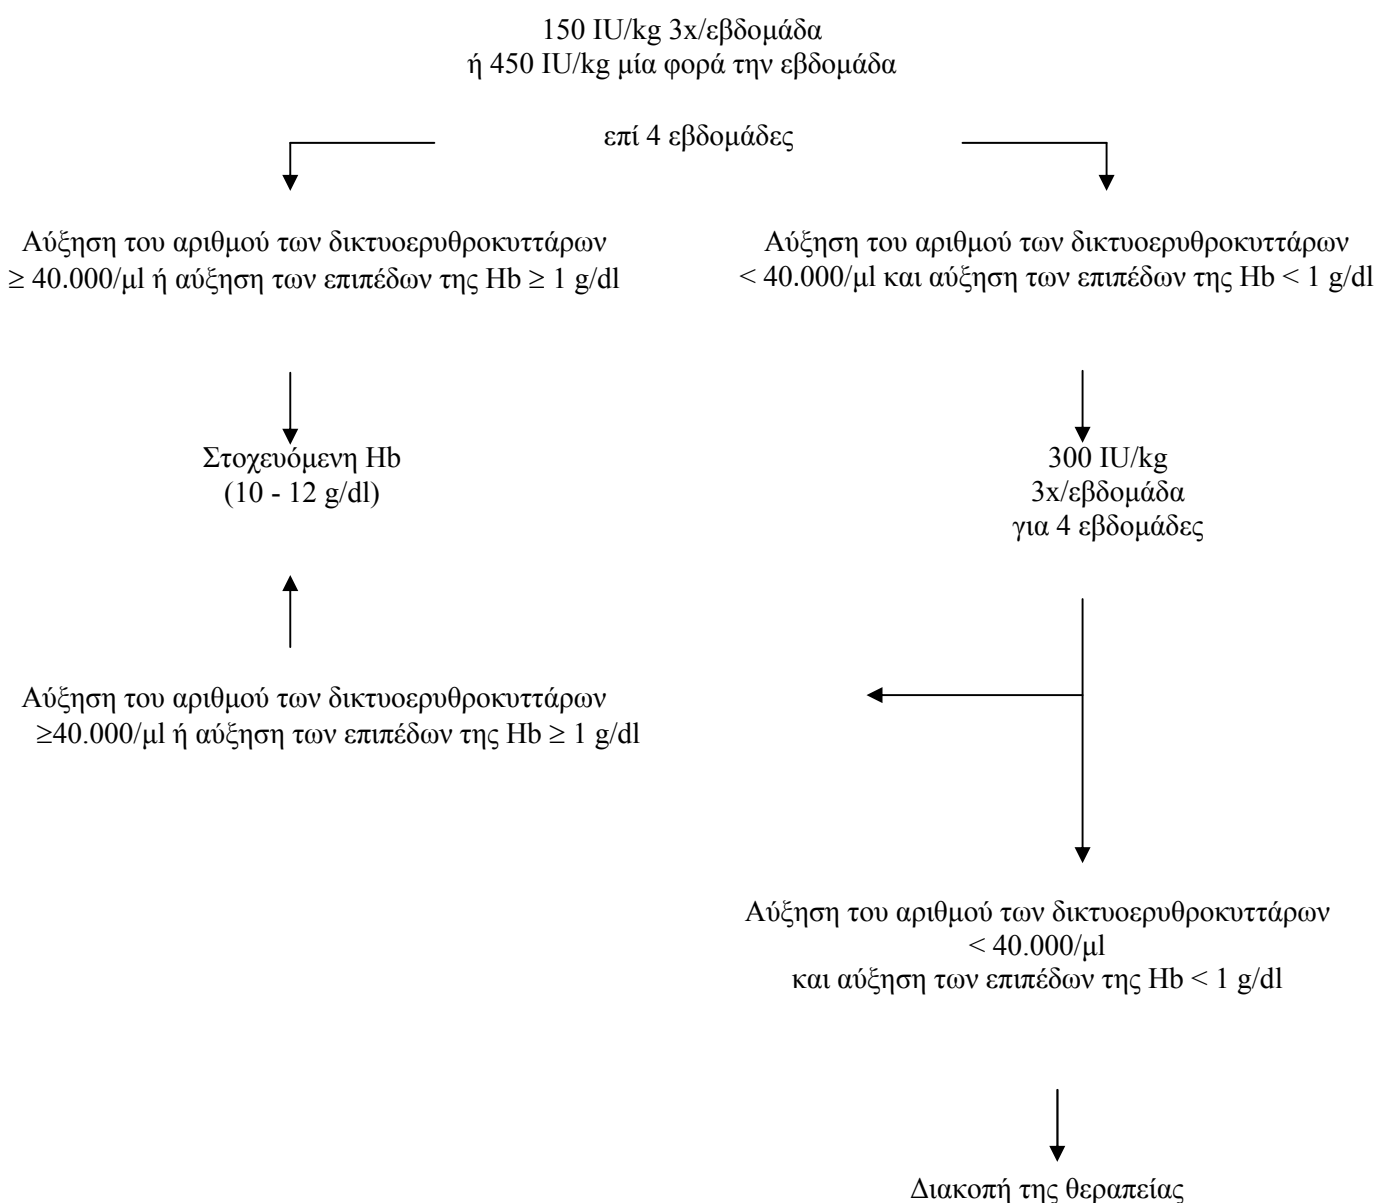 150 IU/kg 3x/εβδομάδα
ή 450 IU/kg μία φορά την εβδομάδα
επί 4 εβδομάδες
Αύξηση του αριθμού των δικτυοερυθροκυττάρων
≥ 40.000/μl ή αύξηση των επιπέδων της Hb ≥ 1 g/dl
Αύξηση του αριθμού των δικτυοερυθροκυττάρων
< 40.000/μl και αύξηση των επιπέδων της Hb < 1 g/dl
Στοχευόμενη Hb
(10 - 12 g/dl)
300 IU/kg
3x/εβδομάδα
για 4 εβδομάδες
Αύξηση του αριθμού των δικτυοερυθροκυττάρων
≥40.000/μl ή αύξηση των επιπέδων της Hb ≥ 1 g/dl
Αύξηση του αριθμού των δικτυοερυθροκυττάρων
< 40.000/μl
και αύξηση των επιπέδων της Hb < 1 g/dl
Διακοπή της θεραπείας